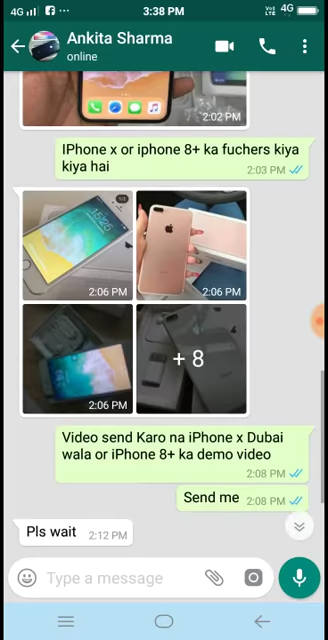 4G 3:38 PM VoLTE 4G
Ankita Sharma
online
2:02 PM
IPhone x or iphone 8+ ka fuchers kiya
kiya hai
2:03 PM
2:06 PM 2:06 PM
2:06 PM + 8
Video send Karo na iPhone x Dubai
wala or iPhone 8+ ka demo video
2:08 PM
Send me 2:08 PM
Pls wait 2:12 PM
Type a message